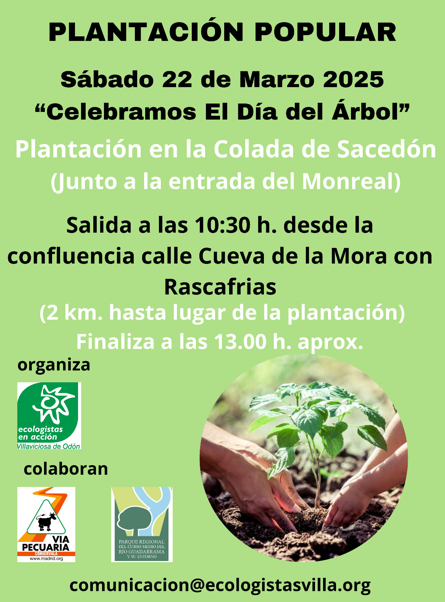 PLANTACIÓN POPULAR
Sábado 22 de Marzo 2025
“Celebramos El Día del Árbol”
Plantación en la Colada de Sacedón
(Junto a la entrada del Monreal)
Salida a las 10:30 h. desde la
confluencia calle Cueva de la Mora con
Rascafrias
(2 km. hasta lugar de la plantación)
Finaliza a las 13.00 h. aprox.
organiza
ecologistas
en acción
Villaviciosa de Odón
colaboran
VIA
PECUARIA
www.madrid.org
PARQUE REGIONAL
DEL CURSO MEDIO DEL
RÍO GUADARRAMA
Y SU ENTORNO
comunicacion@ecologistasvilla.org